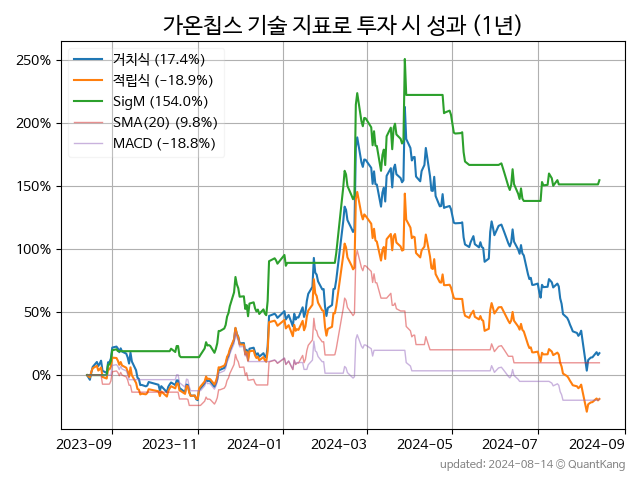 가온칩스 기술 지표로 투자 시 성과 (1년)
250%
200%
150%
100%
50%
0%
거치식 (17.4%)
적립식 (−18.9%)
SigM (154.0%)
SMA(20) (9.8%)
MACD (−18.8%)
2023−09 2023−11 2024−01 2024−03 2024−05 2024−07 2024−09
updated: 2024−08−14 © QuantKang